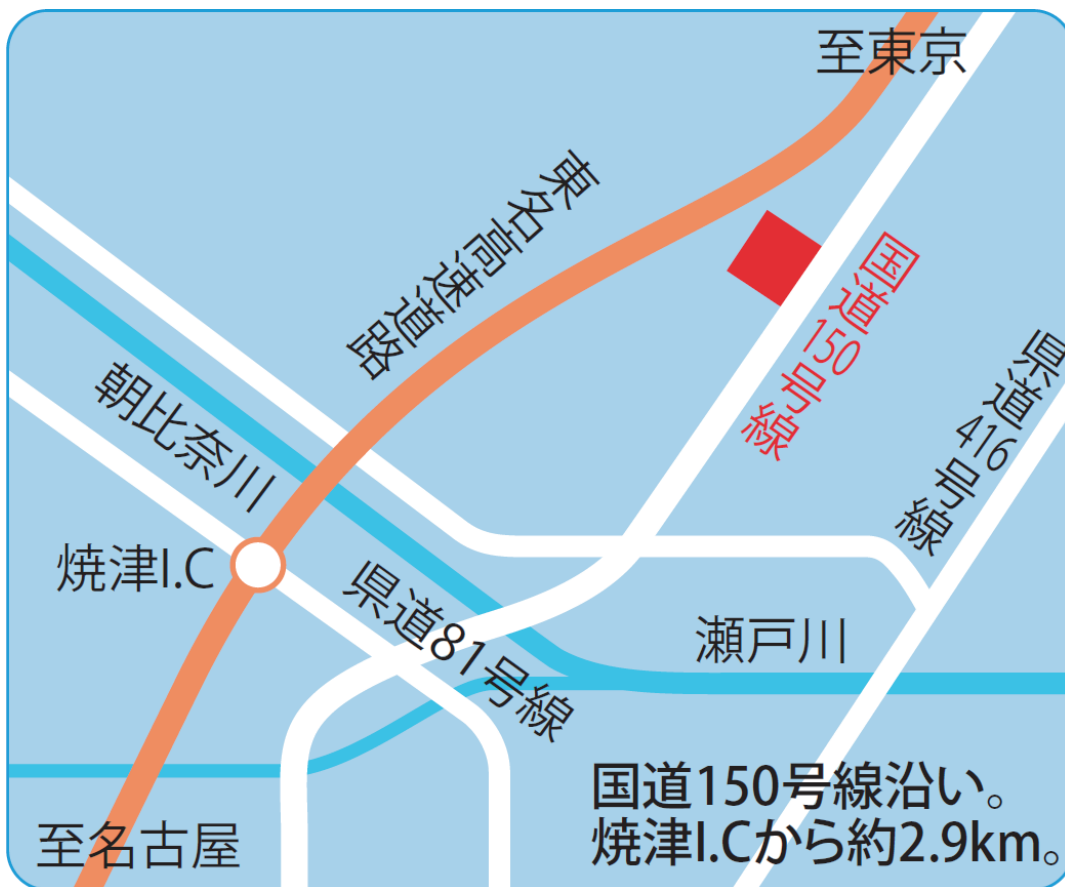 至東京
東名高速道路
国道150号線
県道416号線
朝比奈川
焼津I.C
県道81号線
瀬戸川
国道150号線沿い。
焼津I.Cから約2.9km。
至名古屋